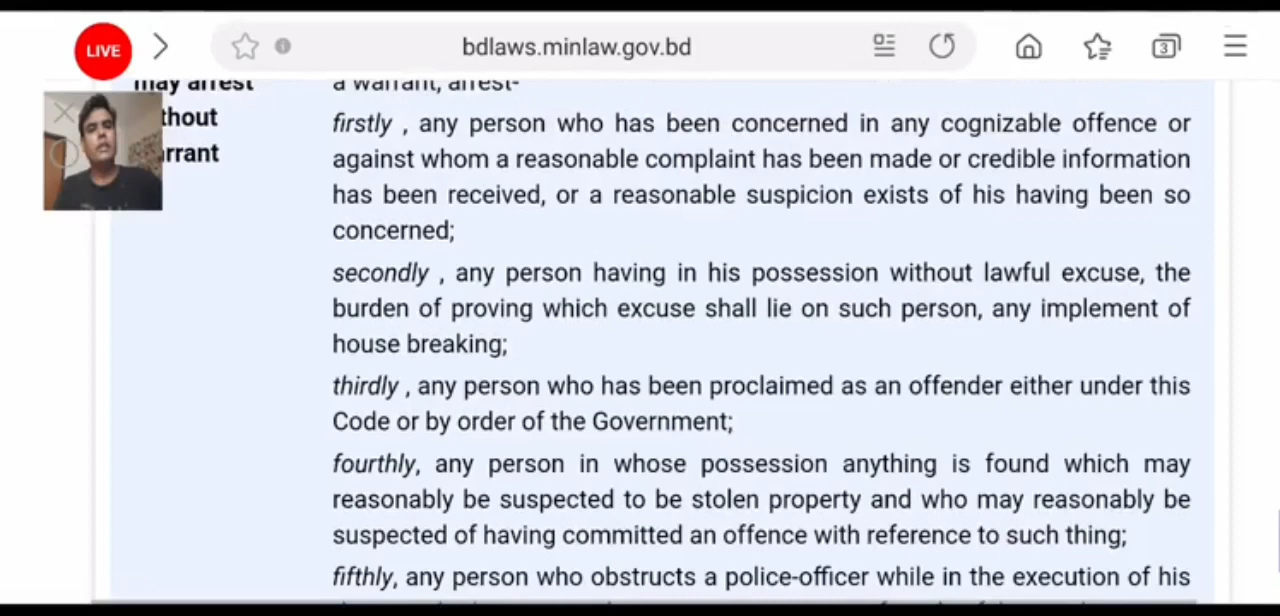 LIVE
bdlaws.minlaw.gov.bd
3
may arrest
thout
rrant
a warrant, arrest-
firstly , any person who has been concerned in any cognizable offence or
against whom a reasonable complaint has been made or credible information
has been received, or a reasonable suspicion exists of his having been so
concerned;
secondly , any person having in his possession without lawful excuse, the
burden of proving which excuse shall lie on such person, any implement of
house breaking;
thirdly , any person who has been proclaimed as an offender either under this
Code or by order of the Government;
fourthly, any person in whose possession anything is found which may
reasonably be suspected to be stolen property and who may reasonably be
suspected of having committed an offence with reference to such thing;
fifthly, any person who obstructs a police-officer while in the execution of his